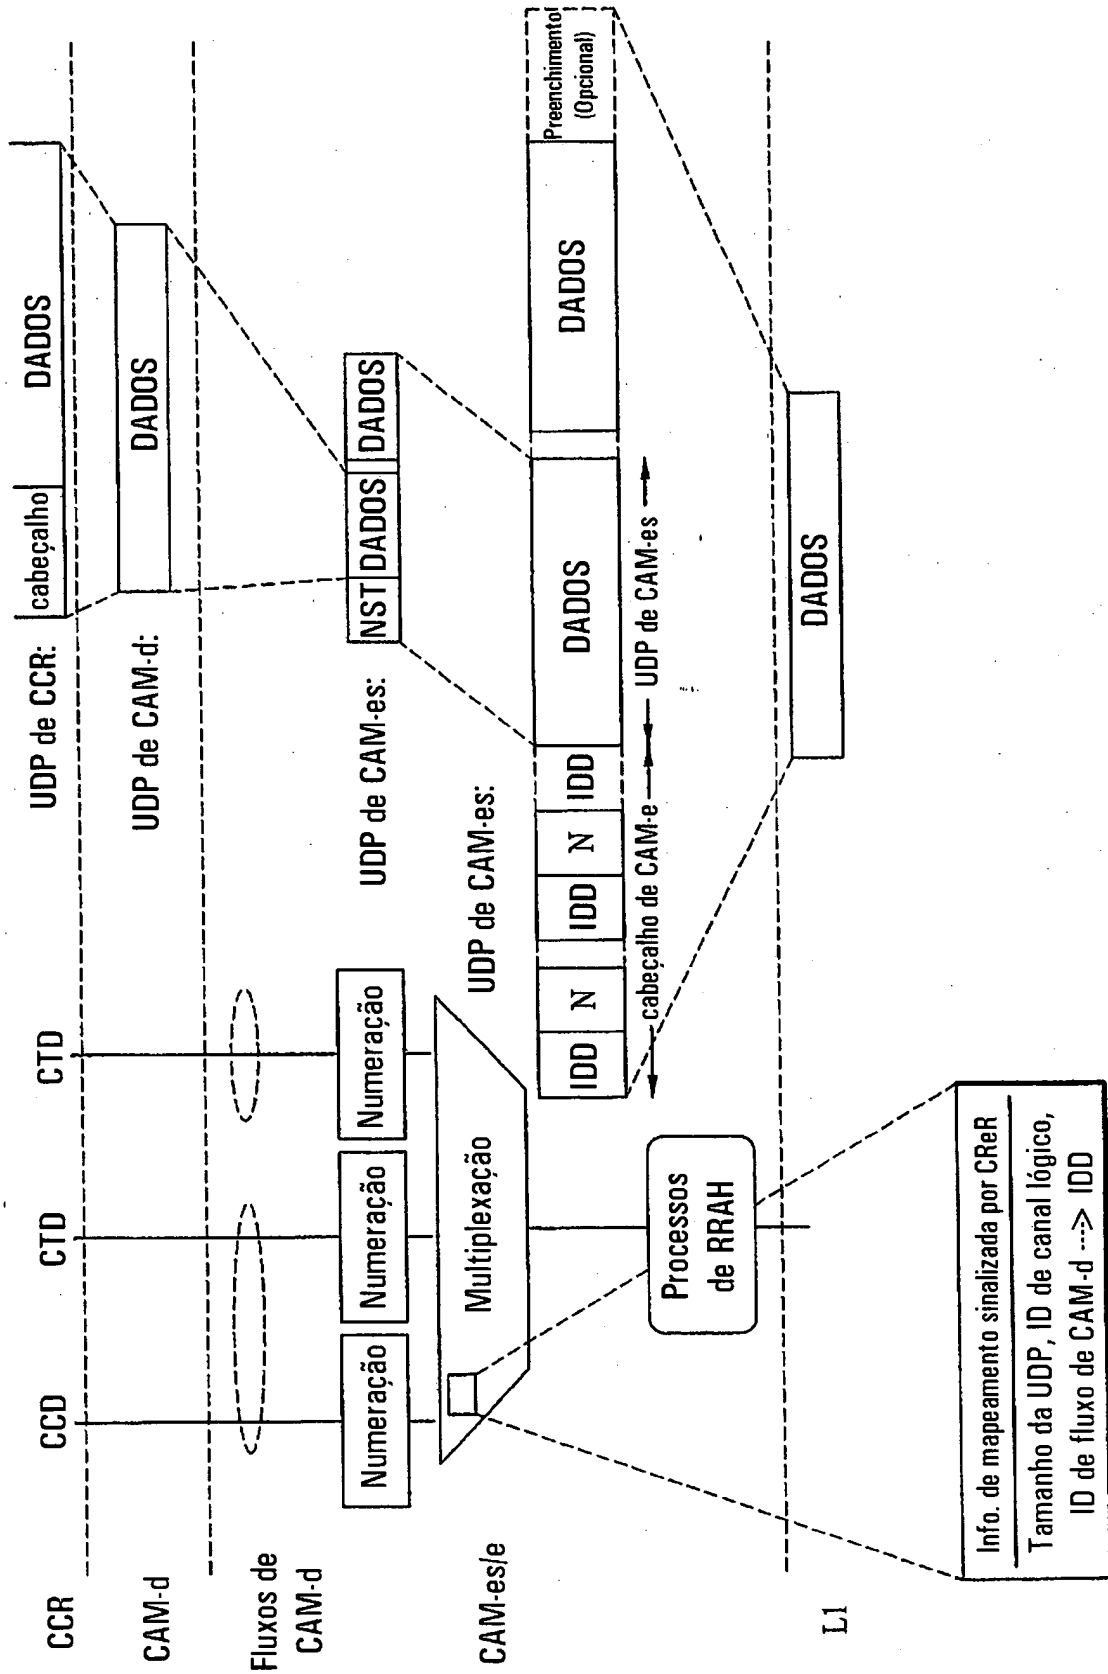 CCR
CAM-d
Fluxos de
CAM-d
CAM-es/e
L1
CCD
CTD
CTD
Numeração
Numeração
Numeração
Multiplexação
Processos
de RRAH
Info. de mapeamento sinalizada por CReR
Tamanho da UDP, ID de canal lógico,
ID de fluxo de CAM-d ---> IDD
UDP de CCR:
cabeçalho
DADOS
UDP de CAM-d:
DADOS
UDP de CAM-es:
NST
DADOS
DADOS
UDP de CAM-es:
IDD
N
IDD
N
IDD
DADOS
DADOS
Preenchimento
(Opcional)
cabeçalho de CAM-e
UDP de CAM-es
DADOS